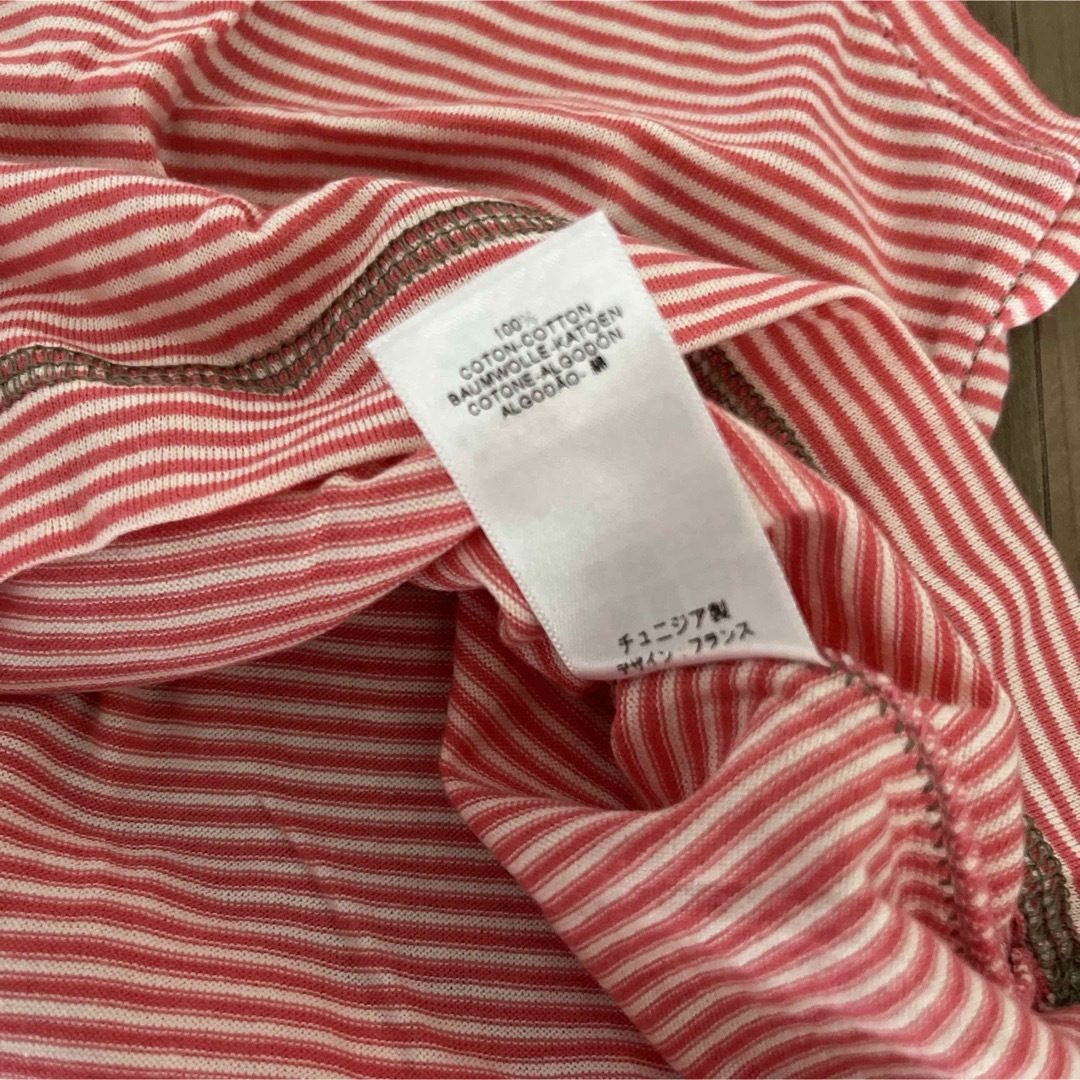 100%
COTON-COTTON
BAUMWOLLE-KATOEN
COTONE-ALGODÓN
ALGODÃO-綿
チュニジア製
デザイン・フランス